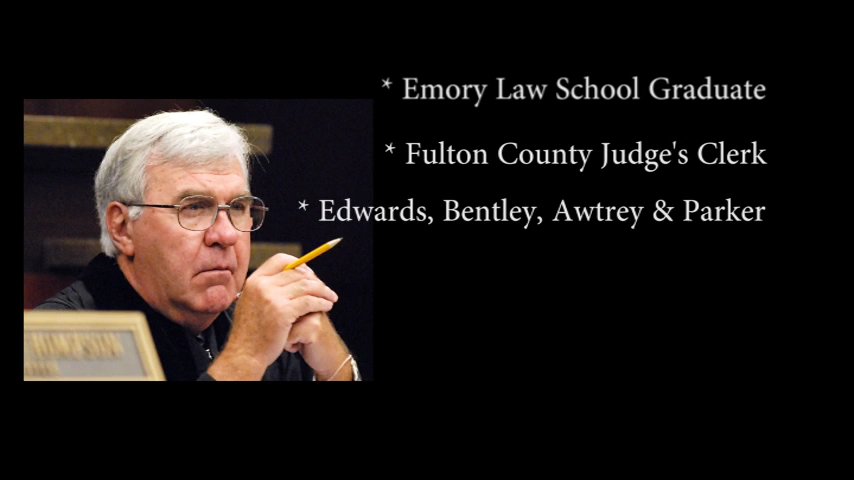 * Emory Law School Graduate
* Fulton County Judge's Clerk
* Edwards, Bentley, Awtrey & Parker